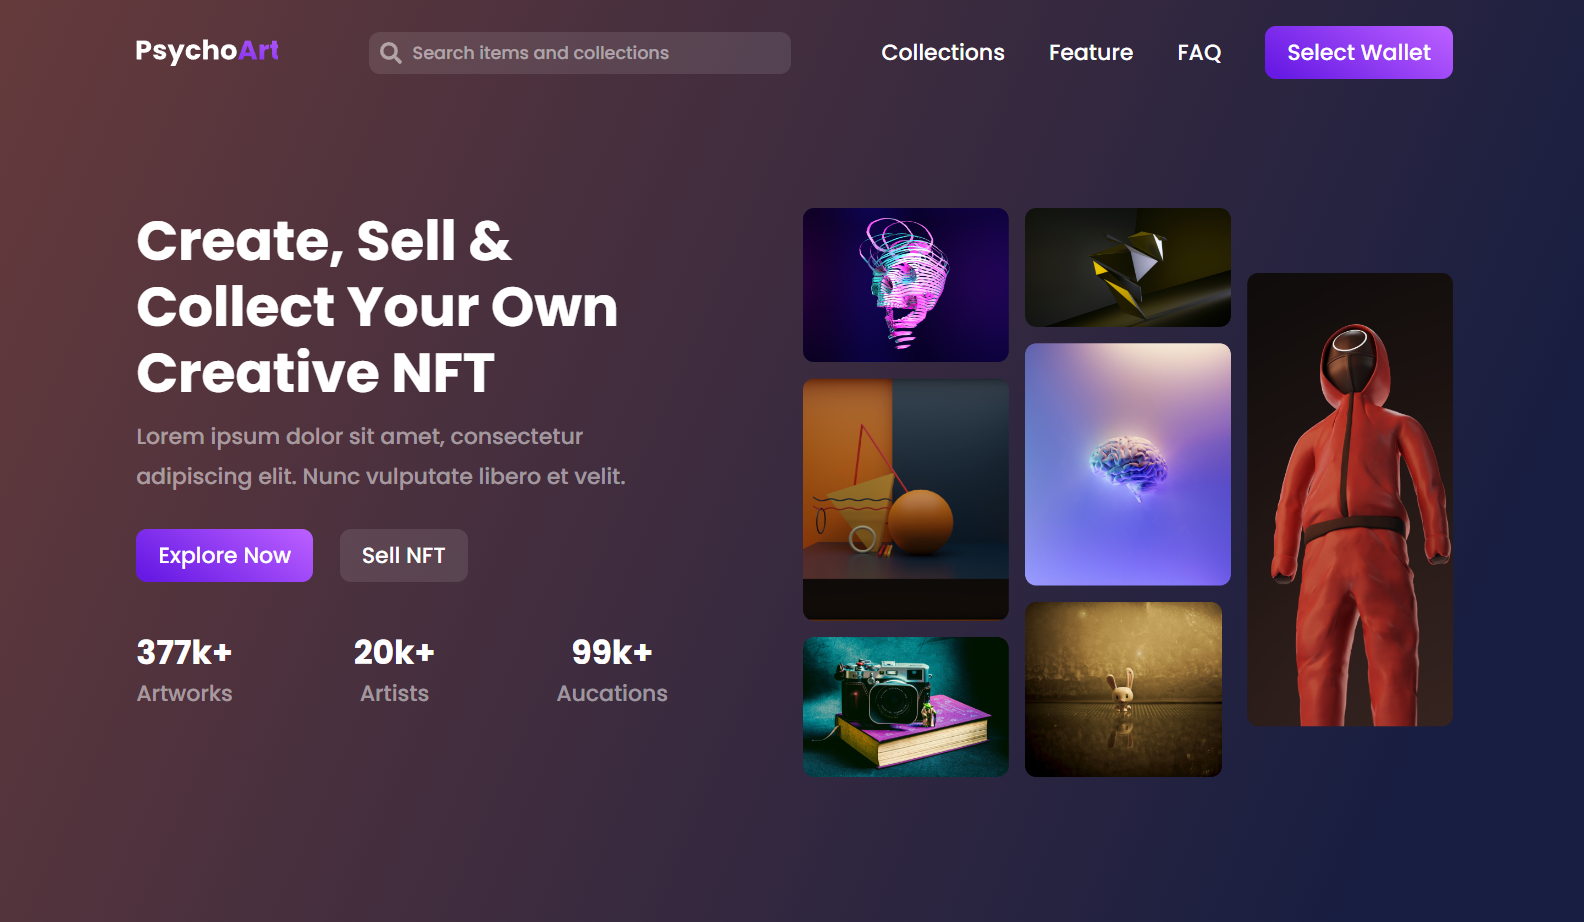 PsychoArt
Search items and collections
Collections
Feature
FAQ
Select Wallet
Create, Sell &
Collect Your Own
Creative NFT
Lorem ipsum dolor sit amet, consectetur
adipiscing elit. Nunc vulputate libero et velit.
Explore Now
Sell NFT
377k+
Artworks
20k+
Artists
99k+
Aucations